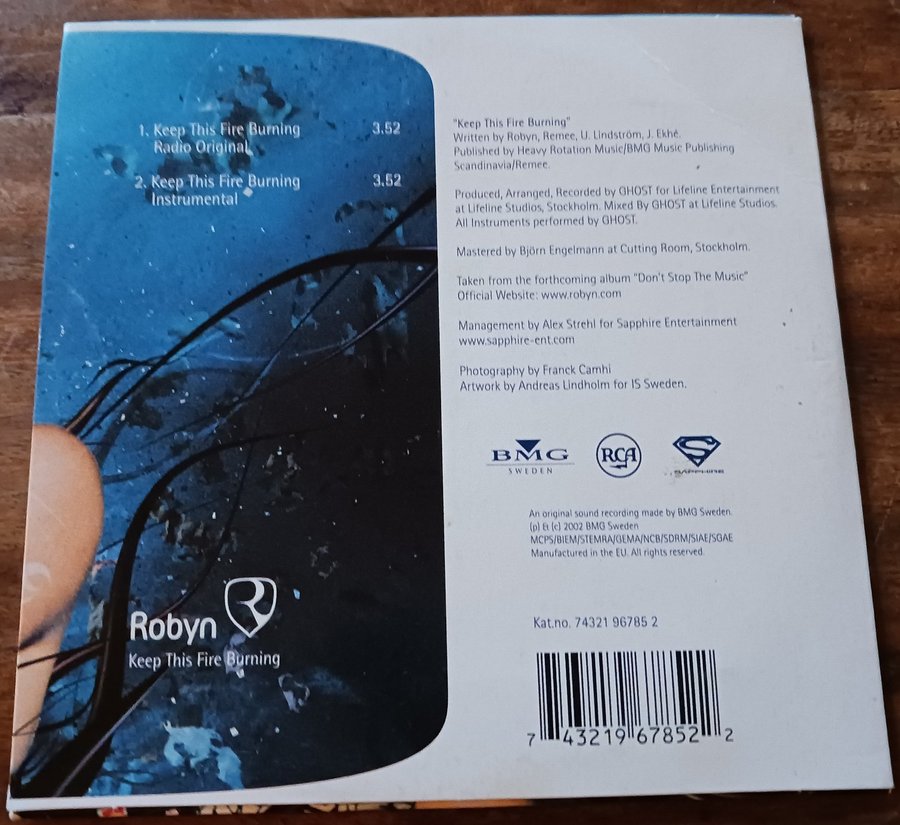 1. Keep This Fire Burning 3.52
Radio Original
2. Keep This Fire Burning 3.52
Instrumental
Robyn R
Keep This Fire Burning
"Keep This Fire Burning"
Written by Robyn, Remee, U. Lindström, J. Ekhé.
Published by Heavy Rotation Music/BMG Music Publishing
Scandinavia/Remee.
Produced, Arranged, Recorded by GHOST for Lifeline Entertainment
at Lifeline Studios, Stockholm. Mixed By GHOST at Lifeline Studios.
All Instruments performed by GHOST.
Mastered by Björn Engelmann at Cutting Room, Stockholm.
Taken from the forthcoming album "Don't Stop The Music"
Official Website: www.robyn.com
Management by Alex Strehl for Sapphire Entertainment
www.sapphire-ent.com
Photography by Franck Camhi
Artwork by Andreas Lindholm for IS Sweden.
BMG RCA S
SWEDEN SAPPHIRE
An original sound recording made by BMG Sweden.
(p) & (c) 2002 BMG Sweden
MCPS/BIEM/STEMRA/GEMA/NCB/SDRM/SIAE/SGAE
Manufactured in the EU. All rights reserved.
Kat.no. 74321 96785 2
7 43219 67852 2